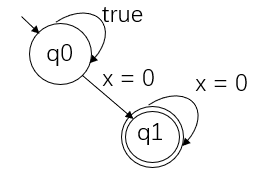 true
q0
x = 0
x = 0
q1